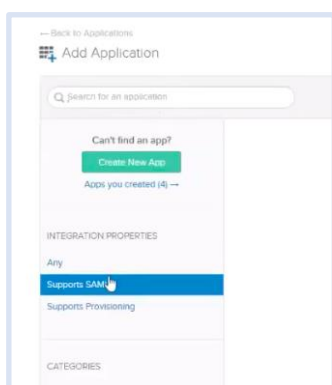 ← Back to Applications
Add Application
Search for an application
Can't find an app?
Create New App
Apps you created (4) →
INTEGRATION PROPERTIES
Any
Supports SAML
Supports Provisioning
CATEGORIES